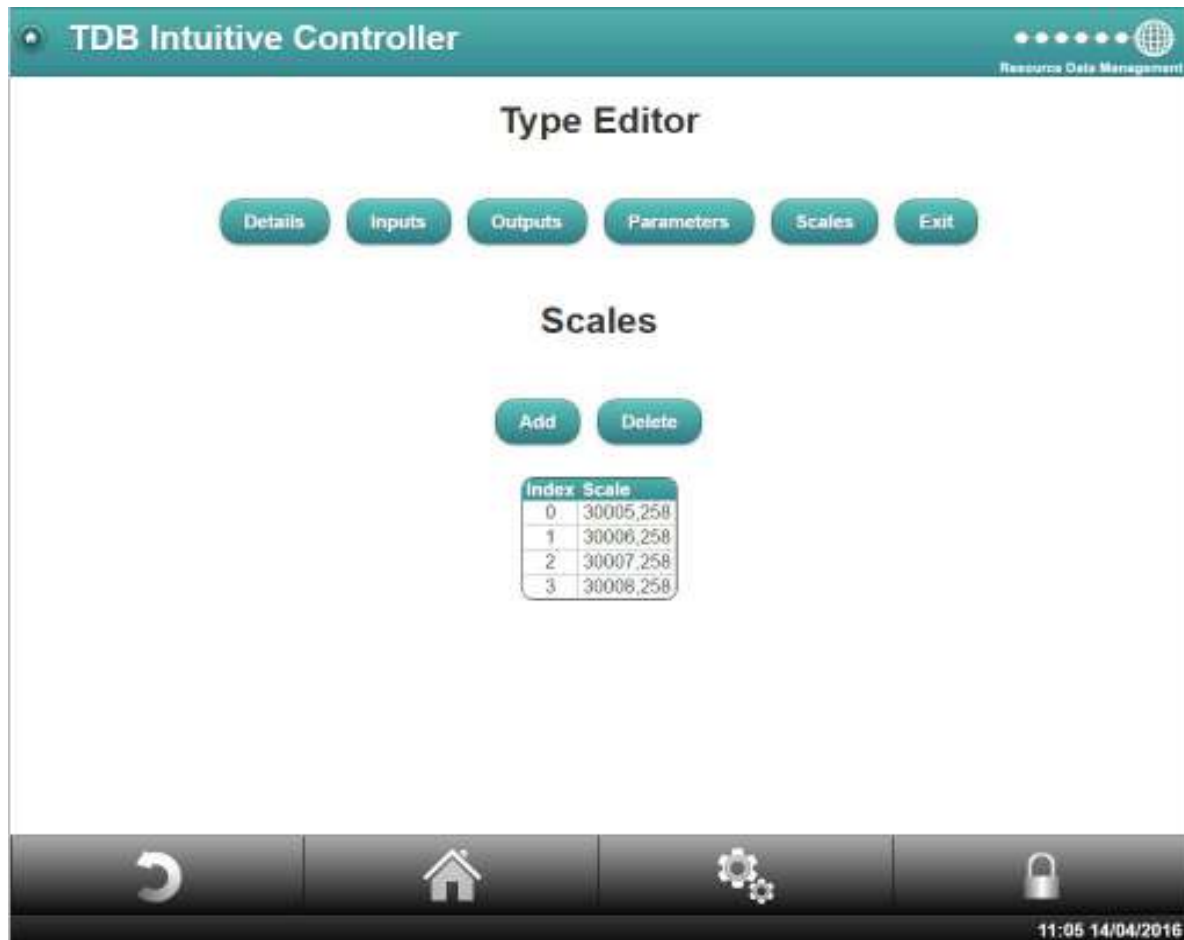 TDB Intuitive Controller
Resource Data Management
Type Editor
Details Inputs Outputs Parameters Scales Exit
Scales
Add Delete
Index Scale
0 30005,258
1 30006,258
2 30007,258
3 30008,258
11:05 14/04/2016